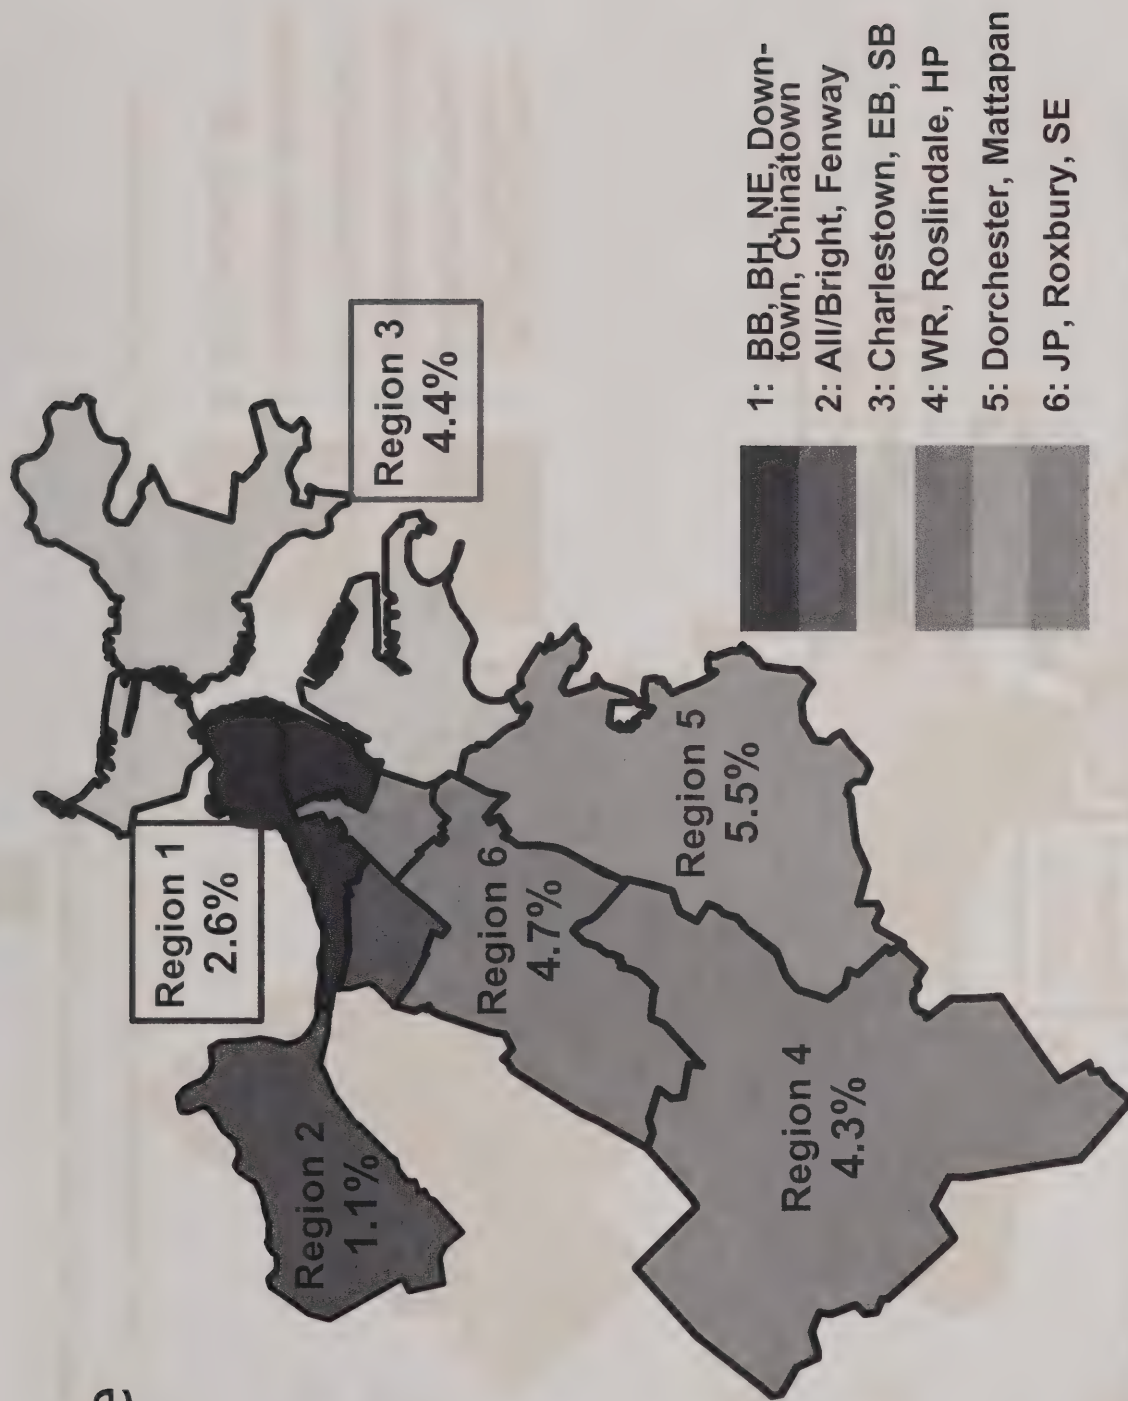 Region 1
2.6%
Region 2
1.1%
Region 3
4.4%
Region 6
4.7%
Region 5
5.5%
Region 4
4.3%
1: BB, BH, NE, Down-
town, Chinatown
2: All/Bright, Fenway
3: Charlestown, EB, SB
4: WR, Roslindale, HP
5: Dorchester, Mattapan
6: JP, Roxbury, SE